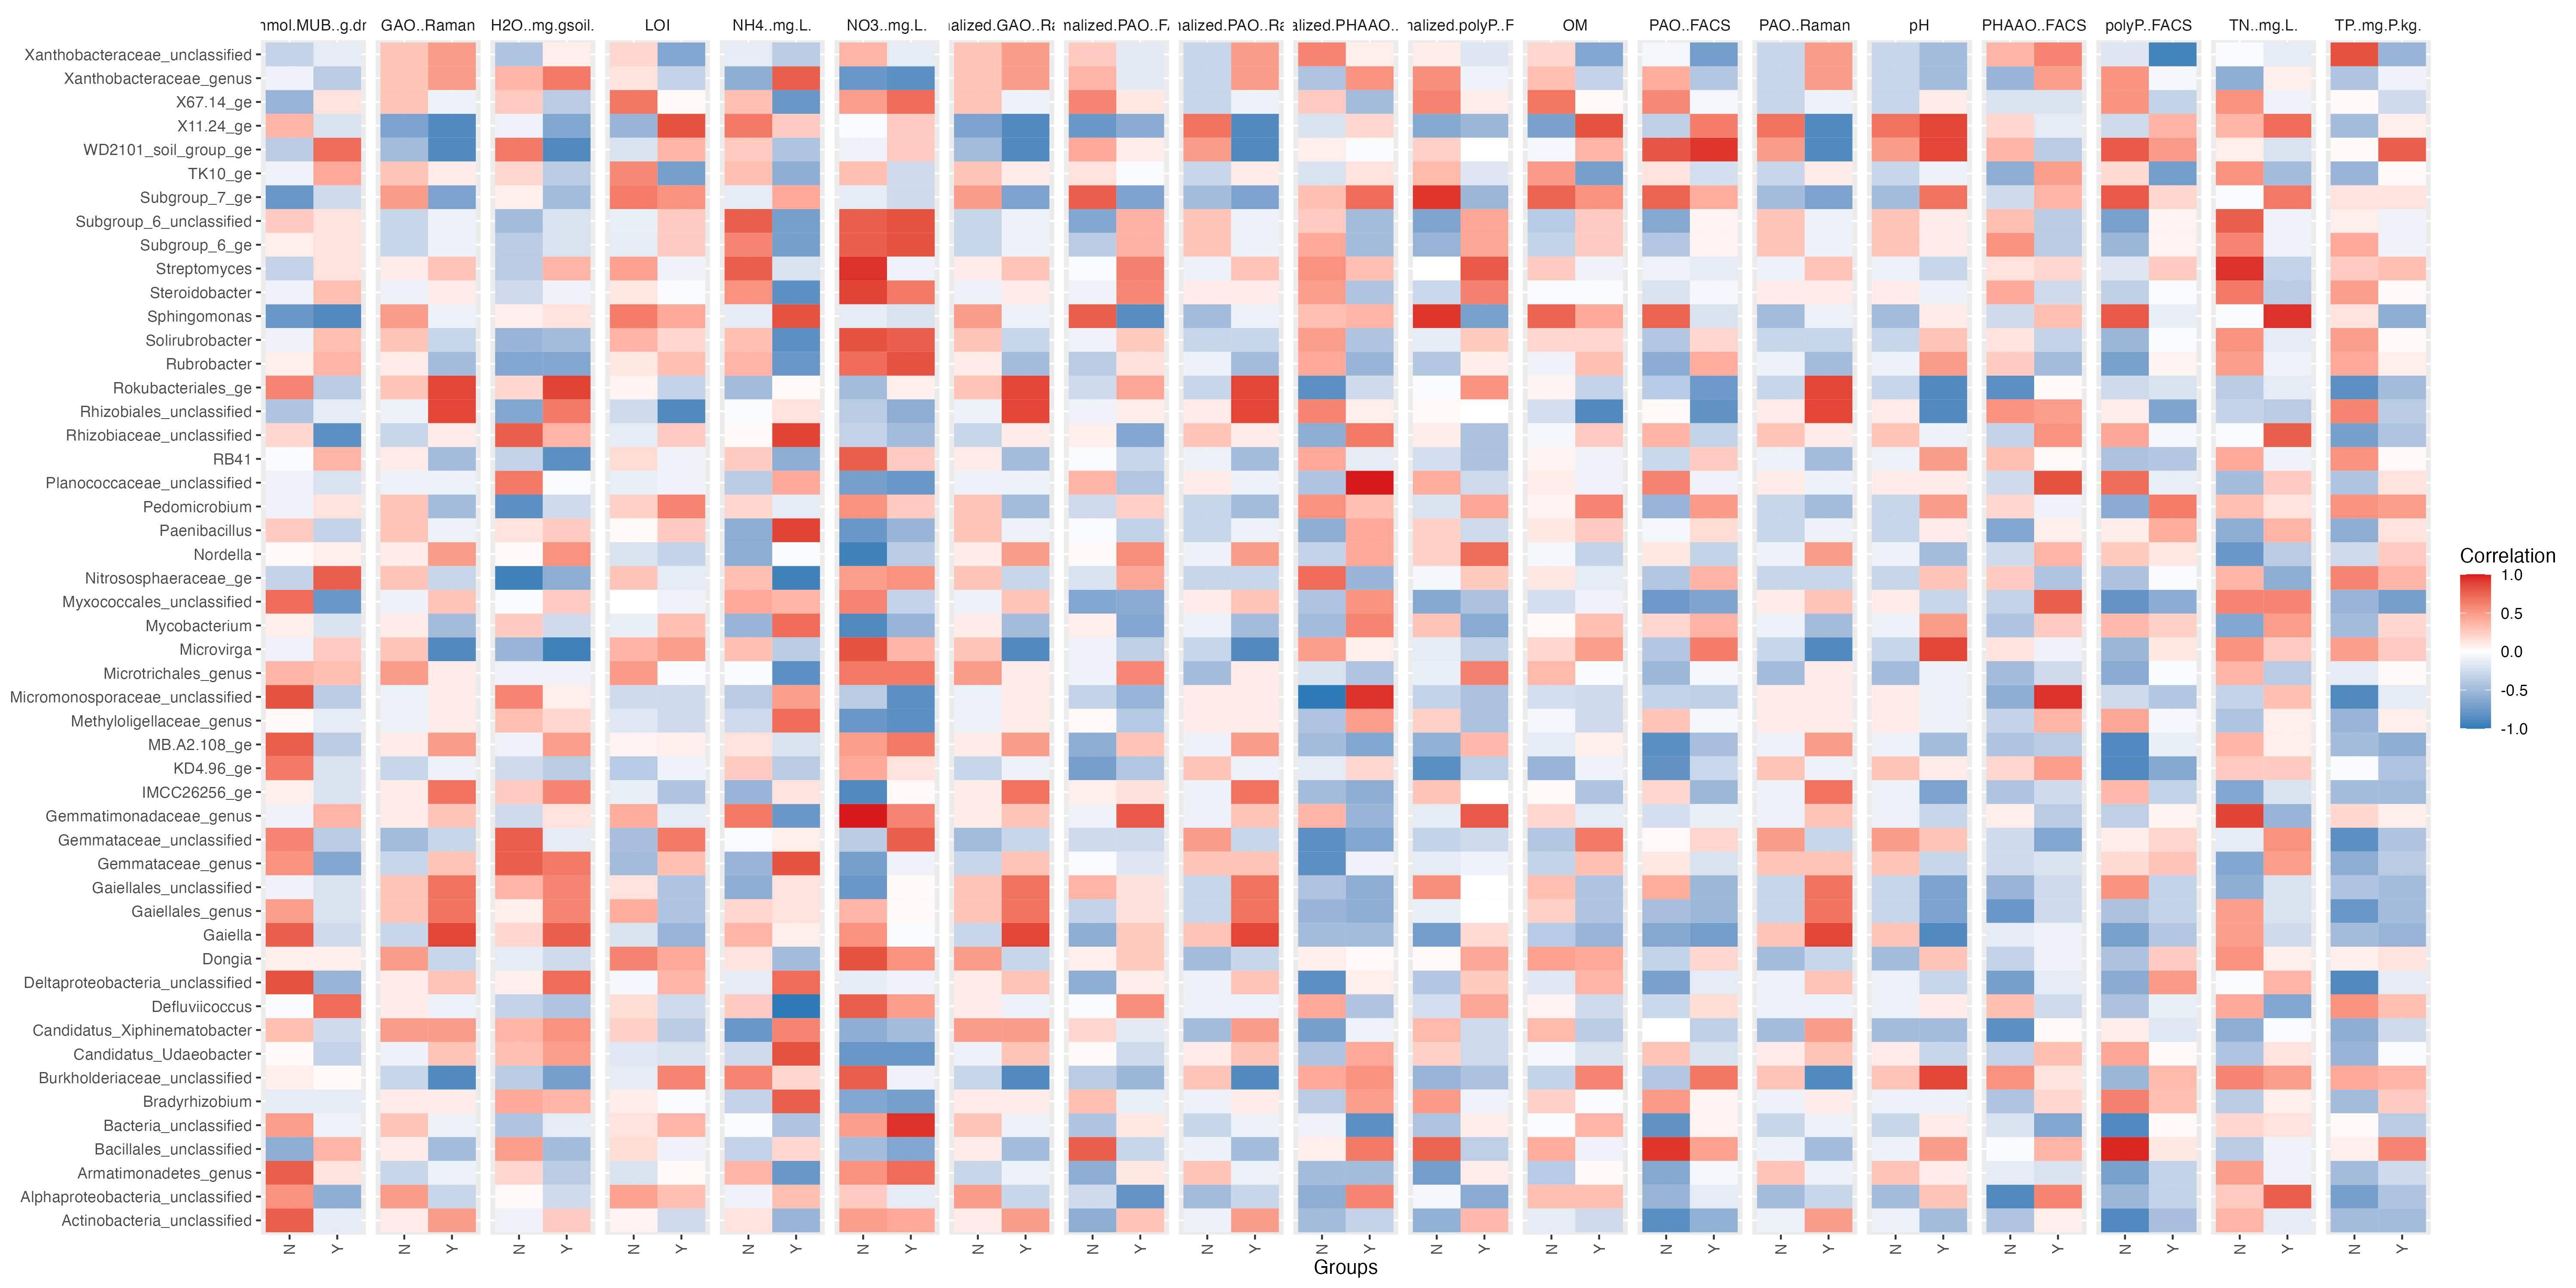 nmol.MUB..g.dr GAO..Raman H2O..mg.gsoil. LOI NH4..mg.L. NO3..mg.L. nalized.GAO..Ra nalized.PAO..FA nalized.PAO..Ra alized.PHAAO.. nalized.polyP..F OM PAO..FACS PAO..Raman pH PHAAO..FACS polyP..FACS TN..mg.L. TP..mg.P.kg.
Xanthobacteraceae_unclassified
Xanthobacteraceae_genus
X67.14_ge
X11.24_ge
WD2101_soil_group_ge
TK10_ge
Subgroup_7_ge
Subgroup_6_unclassified
Subgroup_6_ge
Streptomyces
Steroidobacter
Sphingomonas
Solirubrobacter
Rubrobacter
Rokubacteriales_ge
Rhizobiales_unclassified
Rhizobiaceae_unclassified
RB41
Planococcaceae_unclassified
Pedomicrobium
Paenibacillus
Nordella
Nitrososphaeraceae_ge
Myxococcales_unclassified
Mycobacterium
Microvirga
Microtrichales_genus
Micromonosporaceae_unclassified
Methyloligellaceae_genus
MB.A2.108_ge
KD4.96_ge
IMCC26256_ge
Gemmatimonadaceae_genus
Gemmataceae_unclassified
Gemmataceae_genus
Gaiellales_unclassified
Gaiellales_genus
Gaiella
Dongia
Deltaproteobacteria_unclassified
Defluviicoccus
Candidatus_Xiphinematobacter
Candidatus_Udaeobacter
Burkholderiaceae_unclassified
Bradyrhizobium
Bacteria_unclassified
Bacillales_unclassified
Armatimonadetes_genus
Alphaproteobacteria_unclassified
Actinobacteria_unclassified
N Y N Y N Y N Y N Y N Y N Y N Y N Y N Y N Y N Y N Y N Y N Y N Y N Y N Y N Y
Groups
Correlation
1.0
0.5
0.0
-0.5
-1.0